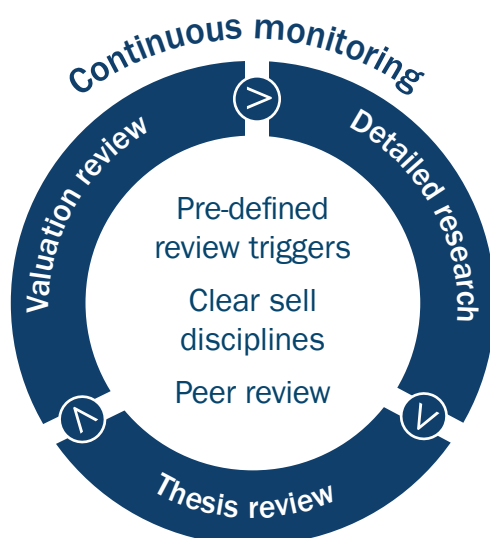 Continuous monitoring
Valuation review
Detailed research
Pre-defined
review triggers
Clear sell
disciplines
Peer review
Thesis review